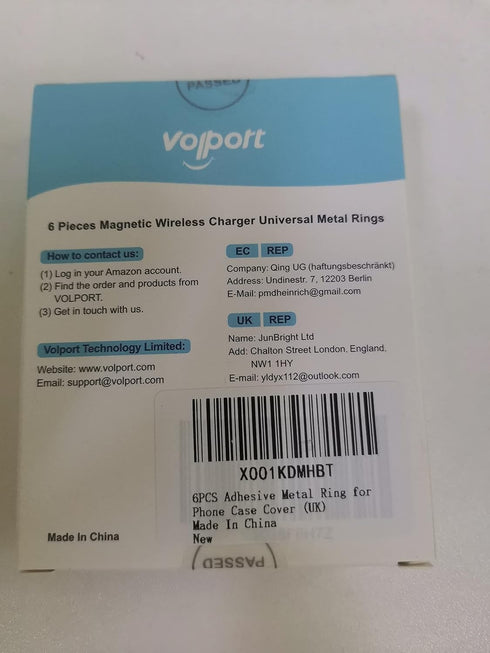 PASSED
Volport
6 Pieces Magnetic Wireless Charger Universal Metal Rings
How to contact us:
(1) Log in your Amazon account.
(2) Find the order and products from
VOLPORT.
(3) Get in touch with us.
Volport Technology Limited:
Website: www.volport.com
Email: support@volport.com
EC REP
Company: Qing UG (haftungsbeschränkt)
Address: Undinestr. 7, 12203 Berlin
E-Mail: pmdheinrich@gmail.com
UK REP
Name: JunBright Ltd
Add: Chalton Street London, England,
NW1 1HY
E-mail: yldyx112@outlook.com
X001KDMHBT
6PCS Adhesive Metal Ring for
Phone Case Cover (UK)
Made In China
New
Made In China
PASSED